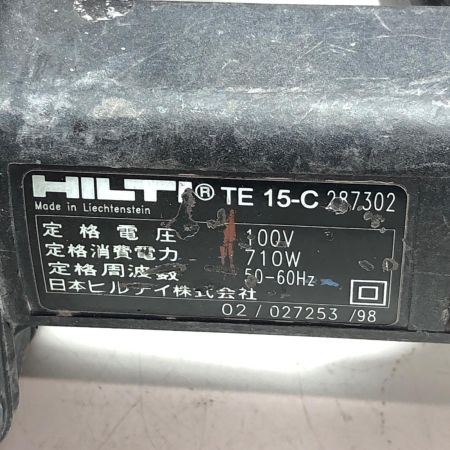 HILTI® TE 15-C 287302
Made in Liechtenstein
定格電圧 100V
定格消費電力 710W
定格周波数 50-60Hz
日本ヒルティ株式会社
02 / 027253 /98